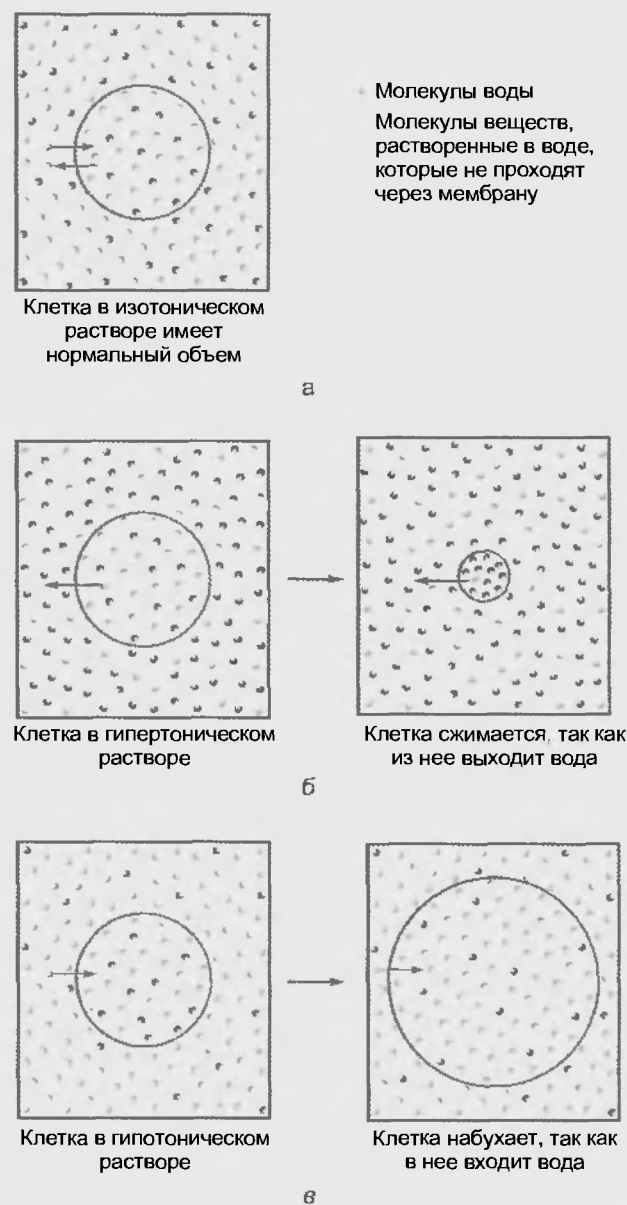 Молекулы воды
Молекулы веществ,
растворенные в воде,
которые не проходят
через мембрану
Клетка в изотоническом
растворе имеет
нормальный объем
а
Клетка в гипертоническом
растворе
Клетка сжимается, так как
из нее выходит вода
б
Клетка в гипотоническом
растворе
Клетка набухает, так как
в нее входит вода
в